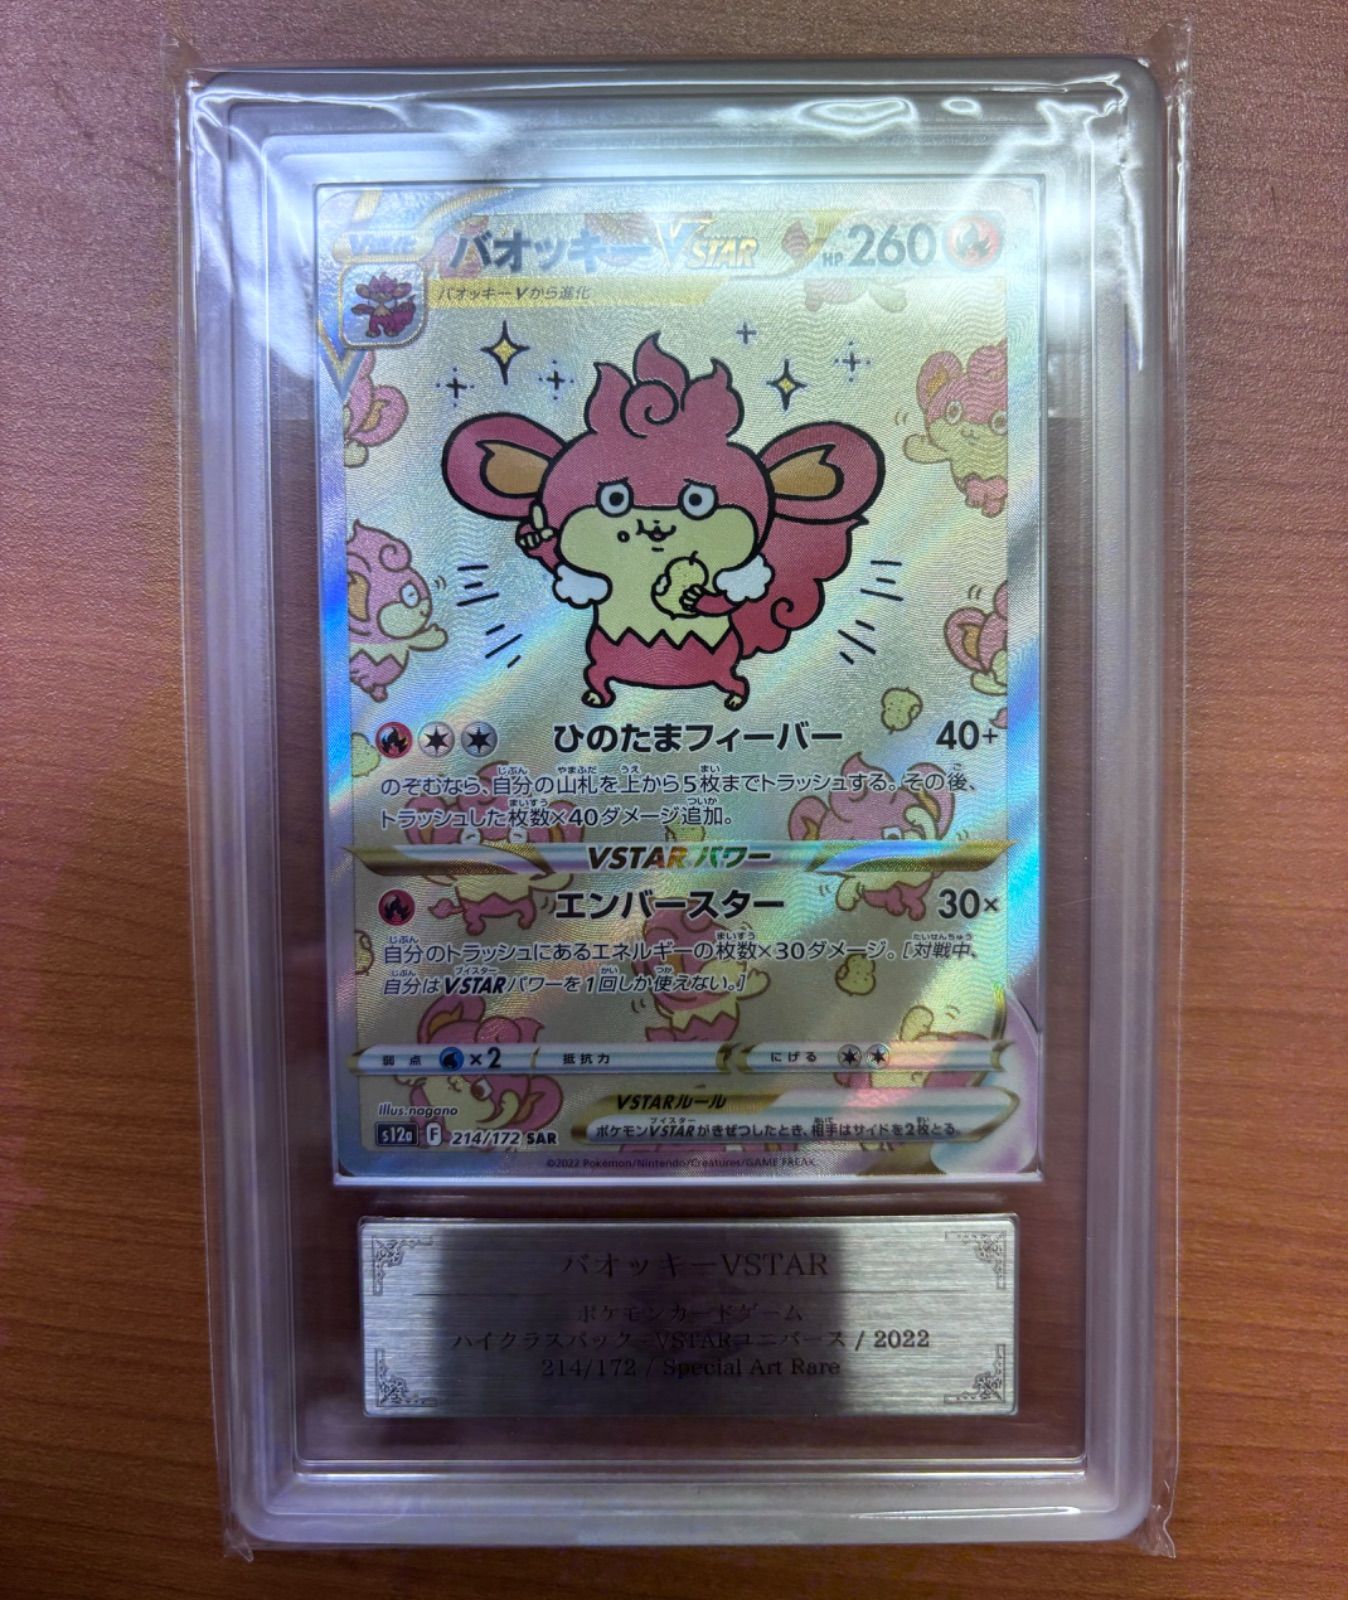 V進化
バオッキーVSTAR HP260
バオッキーVから進化
ひのたまフィーバー 40+
のぞむなら、自分の山札を上から5枚までトラッシュする。その後、
トラッシュした枚数×40ダメージ追加。
VSTARパワー
エンバースター 30×
自分のトラッシュにあるエネルギーの枚数×30ダメージ。[対戦中、
自分はVSTARパワーを1回しか使えない。]
弱点 ×2 抵抗力 にげる
Illus.nagano
VSTARルール
ポケモンVSTARがきぜつしたとき、相手はサイドを2枚とる。
s12a F 214/172 SAR
©2022 Pokémon/Nintendo/Creatures/GAME FREAK
バオッキーVSTAR
ポケモンカードゲーム
ハイクラスパック VSTARユニバース / 2022
214/172 / Special Art Rare